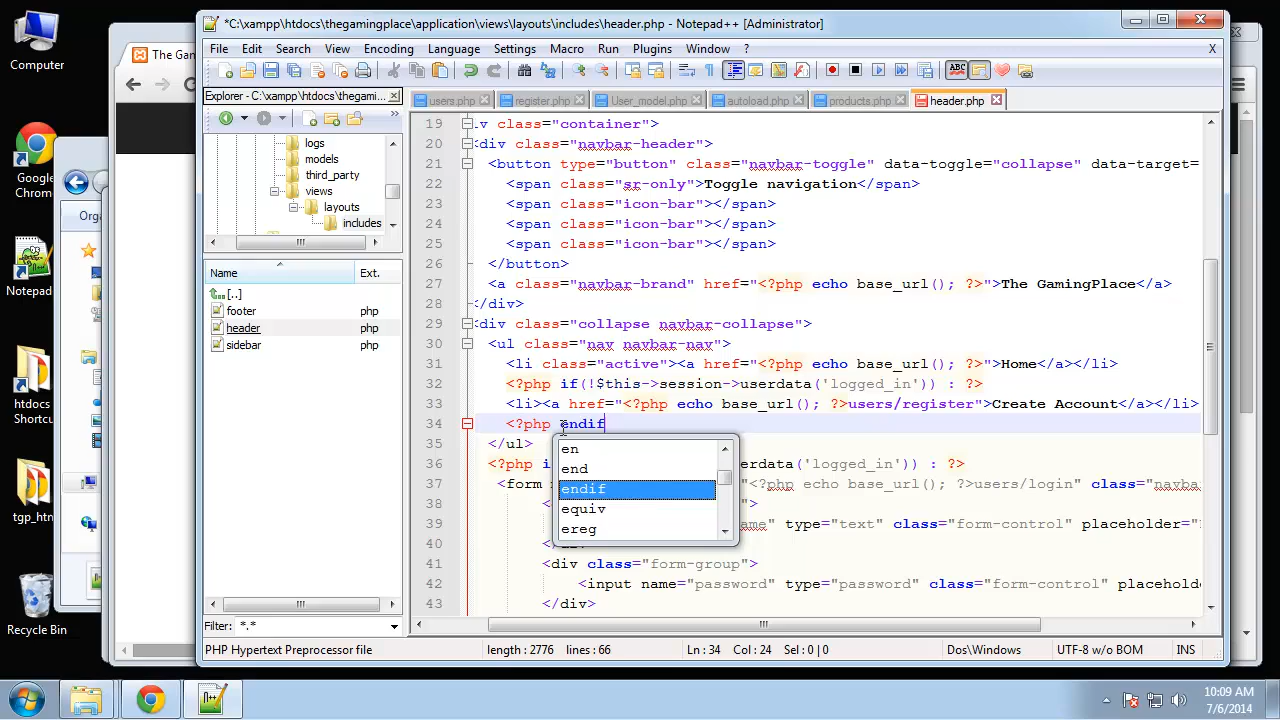 *C:\xampp\htdocs\thegamingplace\application\views\layouts\includes\header.php - Notepad++ [Administrator]
File Edit Search View Encoding Language Settings Macro Run Plugins Window ? X
Explorer - C:\xampp\htdocs\thegami...
users.php register.php User_model.php autoload.php products.php header.php
logs
models
third_party
views
layouts
includes
Name Ext.
[..]
footer php
header php
sidebar php
Filter: *.*
19 v class="container">
20 div class="navbar-header">
21 <button type="button" class="navbar-toggle" data-toggle="collapse" data-target=
22 <span class="sr-only">Toggle navigation</span>
23 <span class="icon-bar"></span>
24 <span class="icon-bar"></span>
25 <span class="icon-bar"></span>
26 </button>
27 <a class="navbar-brand" href="<?php echo base_url(); ?>">The GamingPlace</a>
28 </div>
29 <div class="collapse navbar-collapse">
30 <ul class="nav navbar-nav">
31 <li class="active"><a href="<?php echo base_url(); ?>">Home</a></li>
32 <?php if(!$this->session->userdata('logged_in')) : ?>
33 <li><a href="<?php echo base_url(); ?>users/register">Create Account</a></li>
34 <?php endif
35 </ul>
36 <?php i erdata('logged_in')) : ?>
37 <form "<?php echo base_url(); ?>users/login" class="navba
38 < ">
39 ame" type="text" class="form-control" placeholder="
40 </
41 <div class="form-group">
42 <input name="password" type="password" class="form-control" placeho
43 </div>
en
end
endif
equiv
ereg
PHP Hypertext Preprocessor file length : 2776 lines : 66 Ln : 34 Col : 24 Sel : 0 | 0 Dos\Windows UTF-8 w/o BOM INS
Computer
Google
Chrom
Notepad
htdocs
Shortcu
tgp_htn
Recycle Bin
The Gam
Orga
10:09 AM
7/6/2014